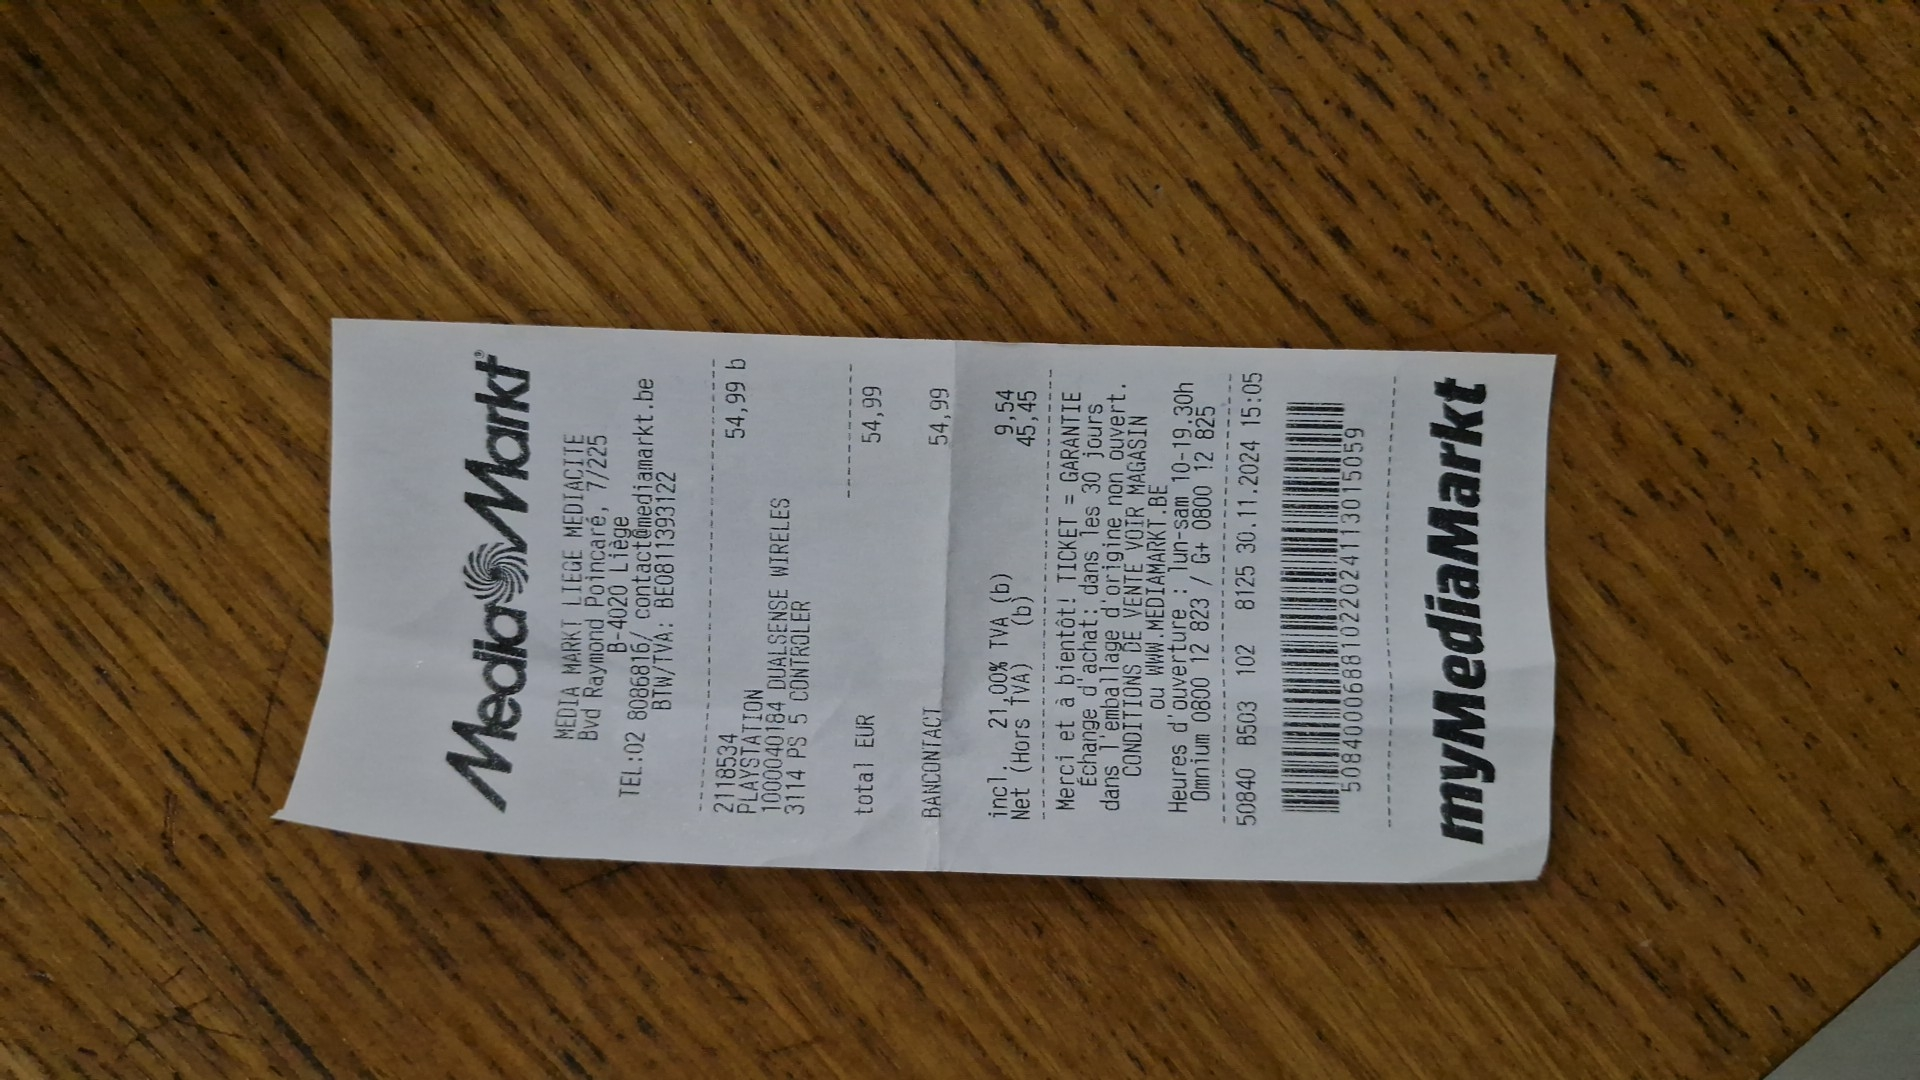 MediaMarkt®
MEDIA MARKT LIEGE MEDIACITE
Bvd Raymond Poincaré, 7/225
B-4020 Liège
TEL:02 8086816/ contact@mediamarkt.be
BTW/TVA: BE0811393122
2118534 54,99 b
PLAYSTATION
1000040184 DUALSENSE WIRELES
3114 PS 5 CONTROLER
total EUR 54,99
BANCONTACT 54,99
incl. 21,00% TVA (b) 9,54
Net (Hors TVA) (b) 45,45
Merci et à bientôt! TICKET = GARANTIE
Echange d'achat: dans les 30 jours
dans l'emballage d'origine non ouvert.
CONDITIONS DE VENTE VOIR MAGASIN
ou WWW.MEDIAMARKT.BE
Heures d'ouverture : lun-sam 10-19.30h
Omnium 0800 12 823 / G+ 0800 12 825
50840 B503 102 8125 30.11.2024 15:05
5084000688102202411301​5059
myMediaMarkt